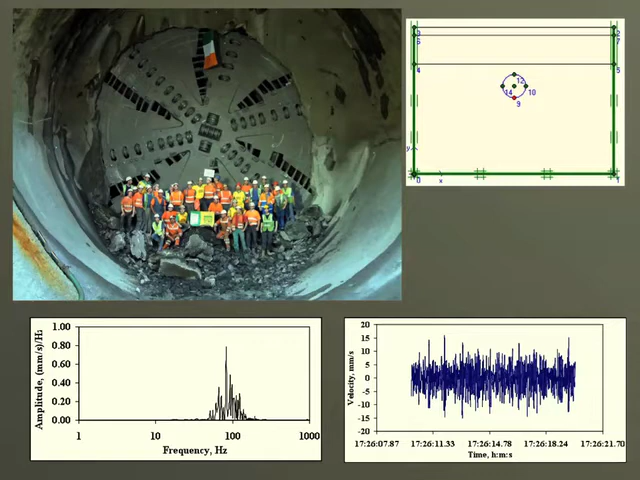 12
14
10
9
4
5
y
x
0
1
1.00
0.80
0.60
0.40
0.20
0.00
Amplitude, (mm/s)/Hz
1 10 100 1000
Frequency, Hz
20
15
10
5
0
-5
-10
-15
-20
Velocity, mm/s
17:26:07.87 17:26:11.33 17:26:14.78 17:26:18.24 17:26:21.70
Time, h:m:s